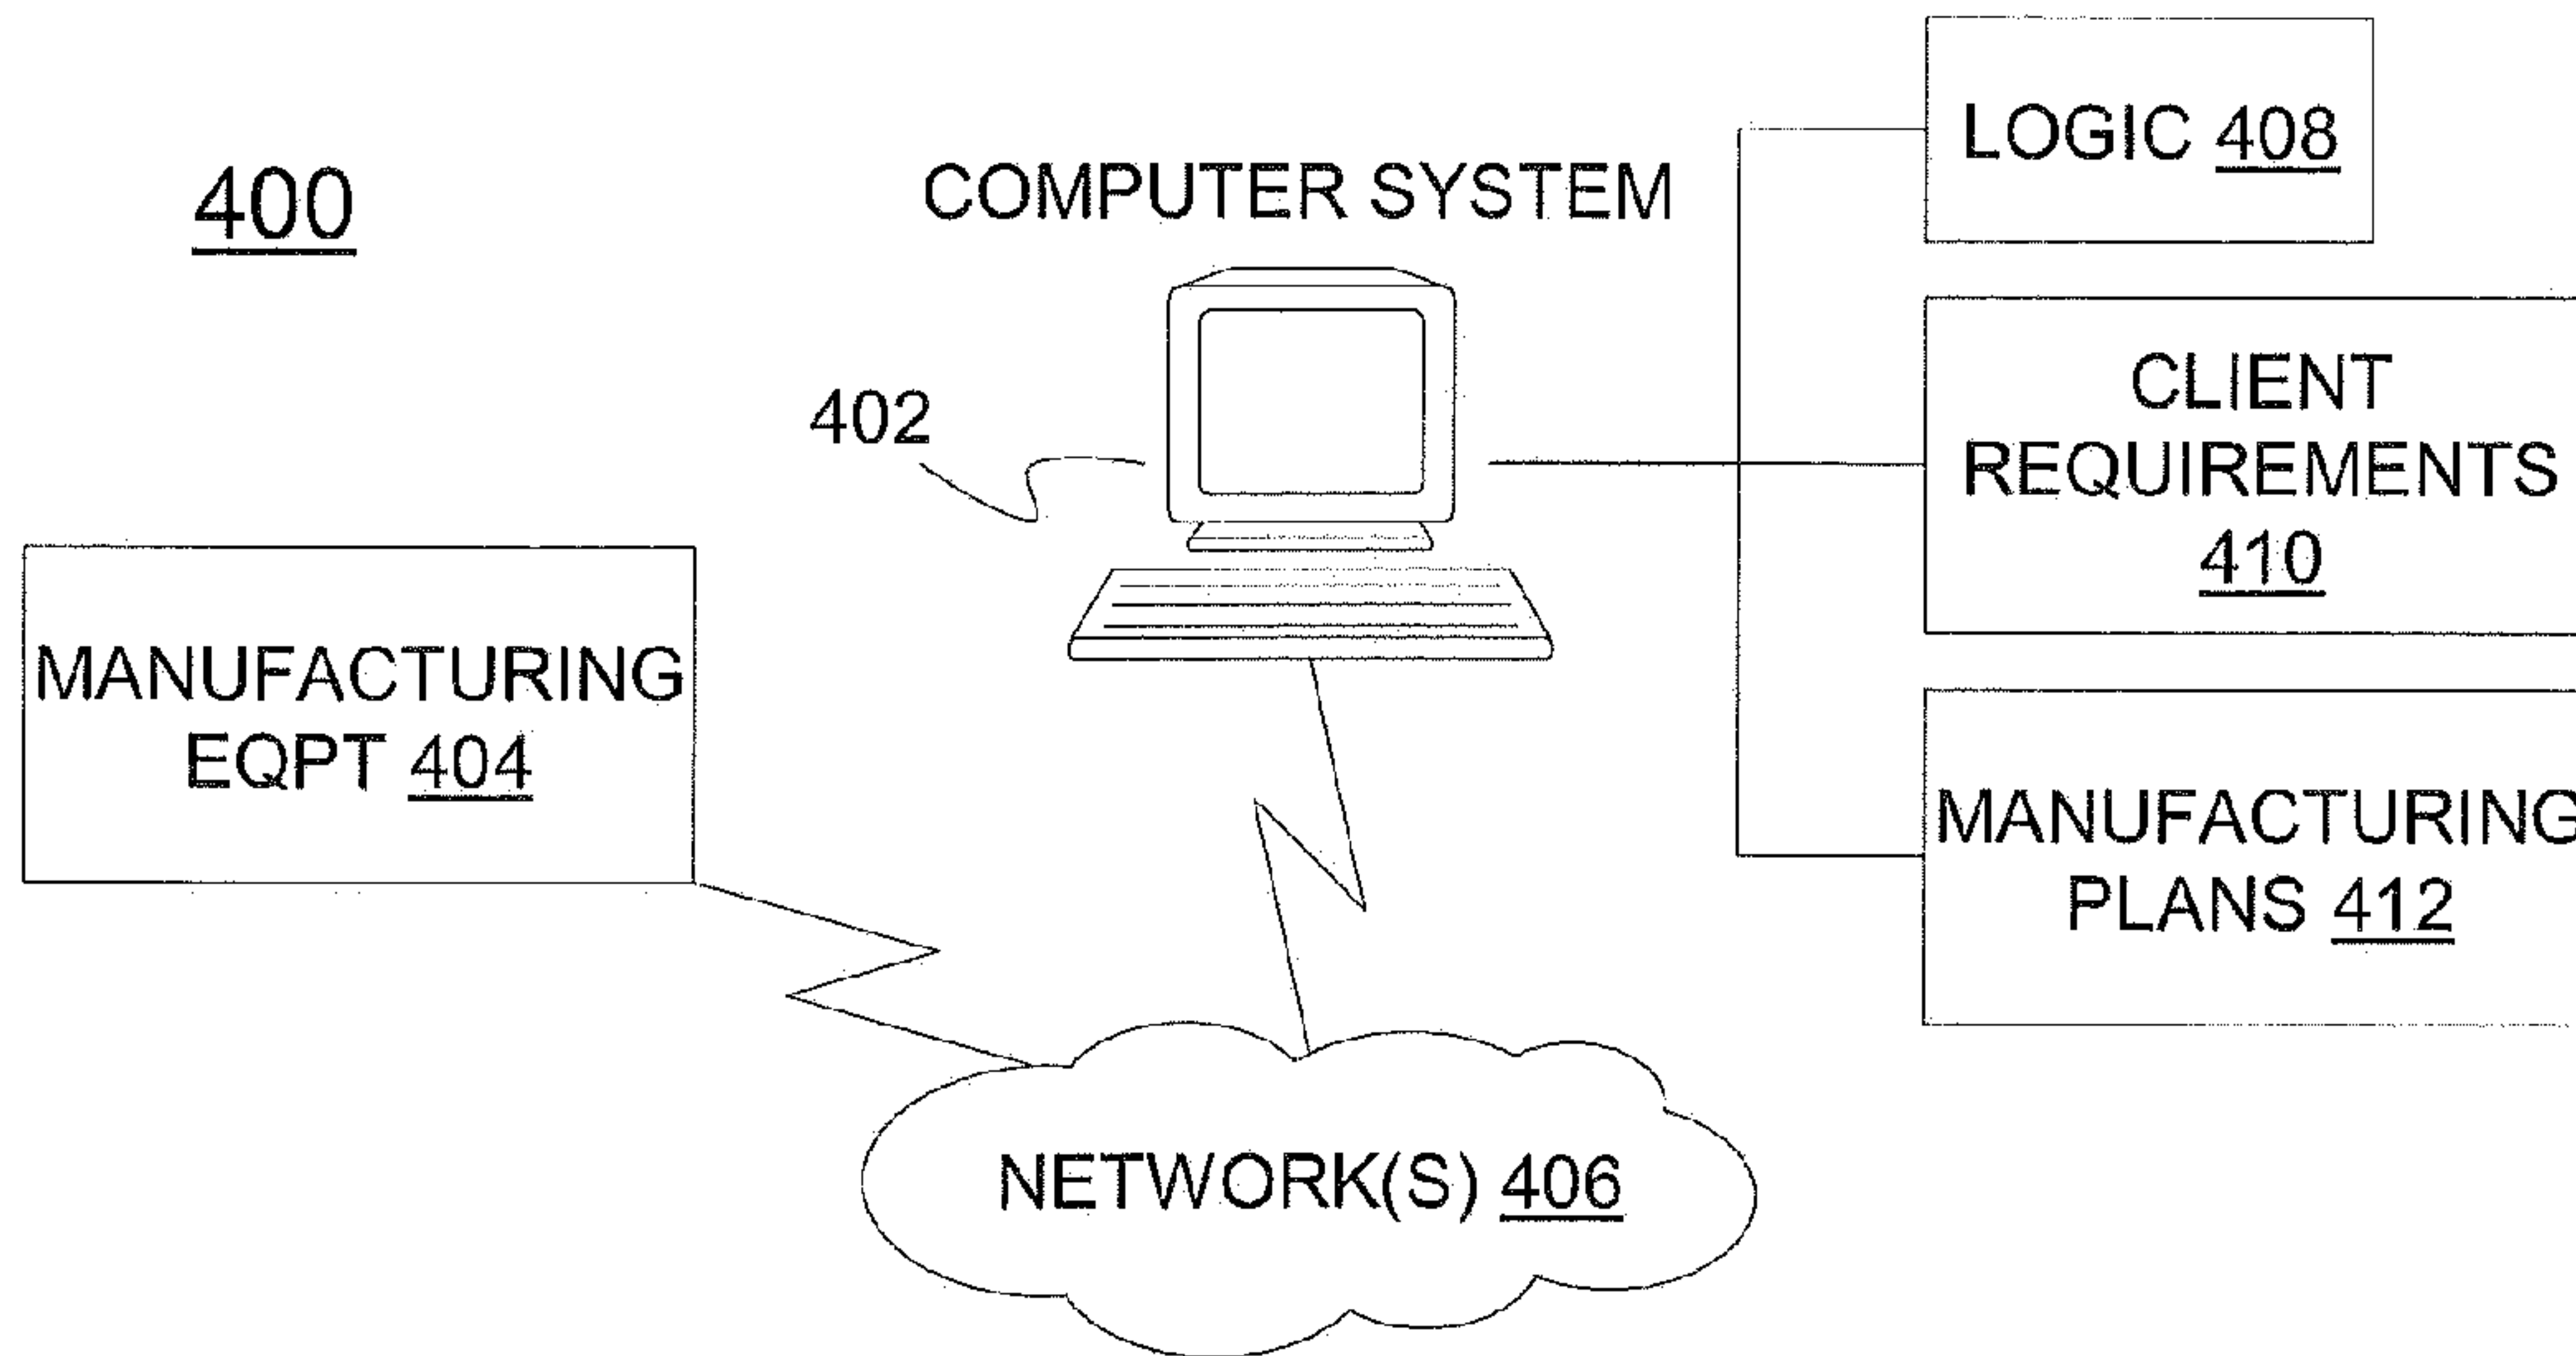 400
COMPUTER SYSTEM
402
MANUFACTURING
EQPT 404
NETWORK(S) 406
LOGIC 408
CLIENT
REQUIREMENTS
410
MANUFACTURING
PLANS 412